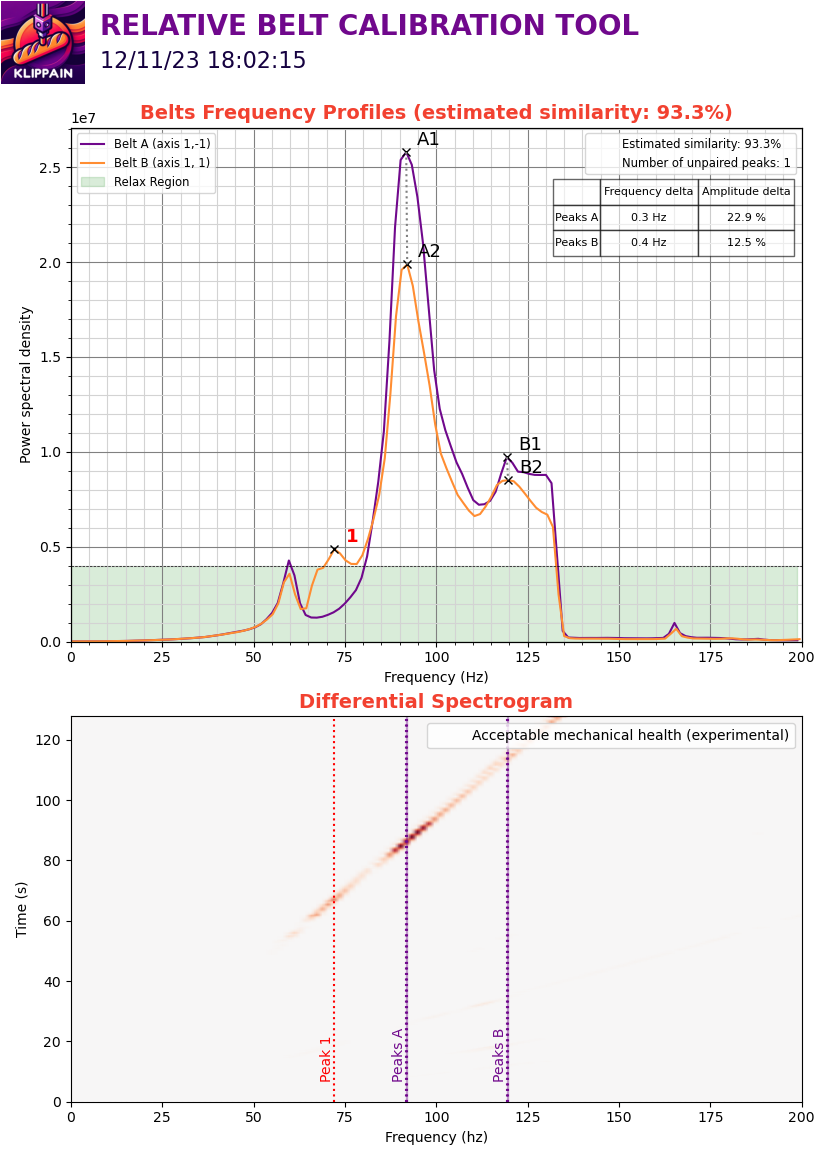 KLIPPAIN
RELATIVE BELT CALIBRATION TOOL
12/11/23 18:02:15
Belts Frequency Profiles (estimated similarity: 93.3%)
1e7
Belt A (axis 1,-1)
Belt B (axis 1, 1)
Relax Region
Estimated similarity: 93.3%
Number of unpaired peaks: 1
Frequency delta Amplitude delta
Peaks A 0.3 Hz 22.9 %
Peaks B 0.4 Hz 12.5 %
A1
A2
B1
B2
1
2.5
2.0
1.5
1.0
0.5
0.0
Power spectral density
0 25 50 75 100 125 150 175 200
Frequency (Hz)
Differential Spectrogram
Acceptable mechanical health (experimental)
120
100
80
60
40
20
0
Time (s)
Peak 1
Peaks A
Peaks B
0 25 50 75 100 125 150 175 200
Frequency (hz)